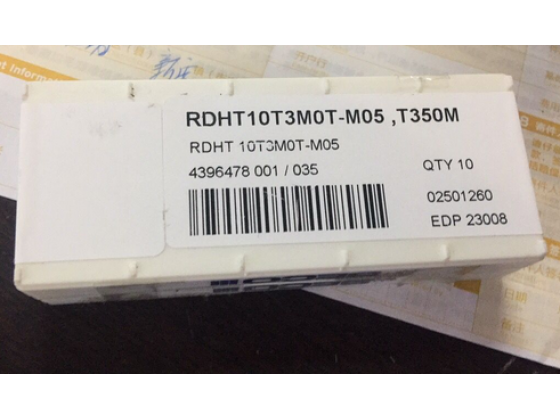 RDHT10T3M0T-M05 ,T350M
RDHT 10T3M0T-M05
4396478 001 / 035
QTY 10
02501260
EDP 23008